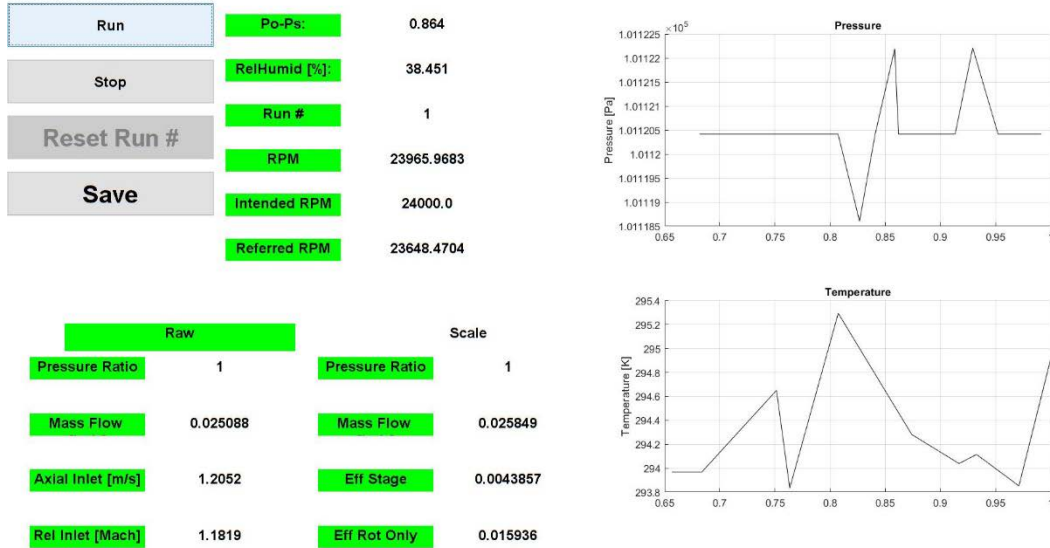 Run
Po-Ps: 0.864
Stop
RelHumid [%]: 38.451
Reset Run #
Run # 1
Save
RPM 23965.9683
Intended RPM 24000.0
Referred RPM 23648.4704
Raw Scale
Pressure Ratio 1 Pressure Ratio 1
Mass Flow 0.025088 Mass Flow 0.025849
Axial Inlet [m/s] 1.2052 Eff Stage 0.0043857
Rel Inlet [Mach] 1.1819 Eff Rot Only 0.015936
Pressure
×10⁵
Pressure [Pa]
1.011225
1.01122
1.011215
1.01121
1.011205
1.0112
1.011195
1.01119
1.011185
0.65 0.7 0.75 0.8 0.85 0.9 0.95
Temperature
Temperature [K]
295.4
295.2
295
294.8
294.6
294.4
294.2
294
293.8
0.65 0.7 0.75 0.8 0.85 0.9 0.95